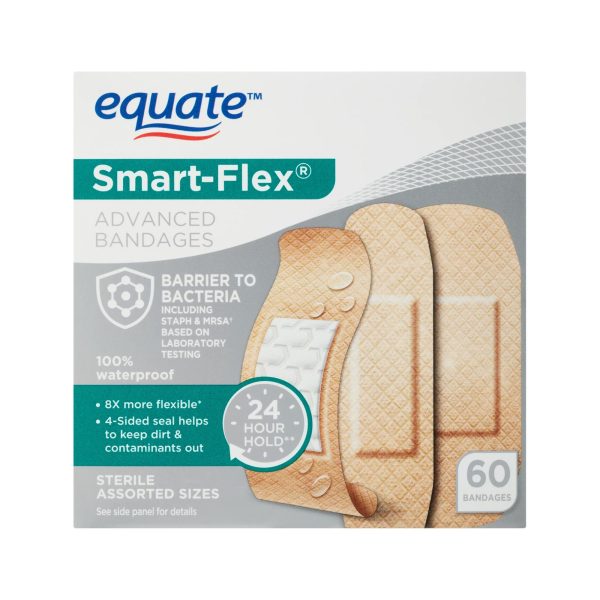 equate™
Smart-Flex®
ADVANCED
BANDAGES
BARRIER TO
BACTERIA
INCLUDING
STAPH & MRSA†
BASED ON
LABORATORY
TESTING
100%
waterproof
• 8X more flexible*
• 4-Sided seal helps
to keep dirt &
contaminants out
24
HOUR
HOLD**
STERILE
ASSORTED SIZES
See side panel for details
60
BANDAGES